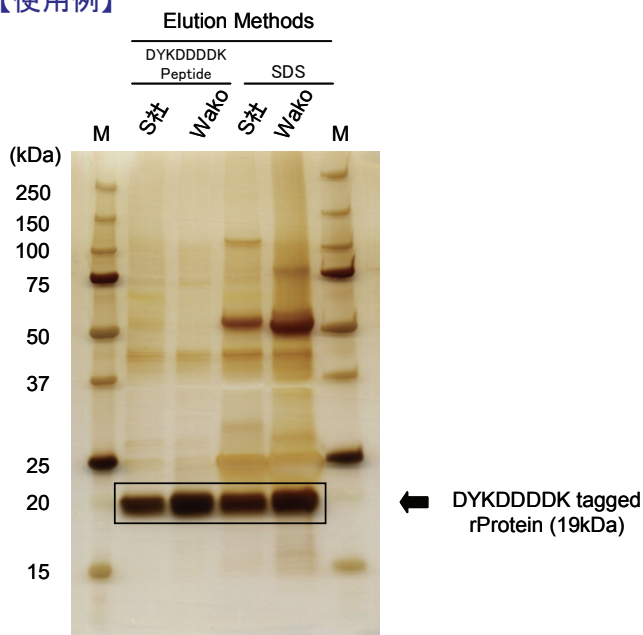 【使用例】
Elution Methods
DYKDDDDK
Peptide
SDS
M
S社
Wako
S社
Wako
M
(kDa)
250
150
100
75
50
37
25
20
15
DYKDDDDK tagged
rProtein (19kDa)